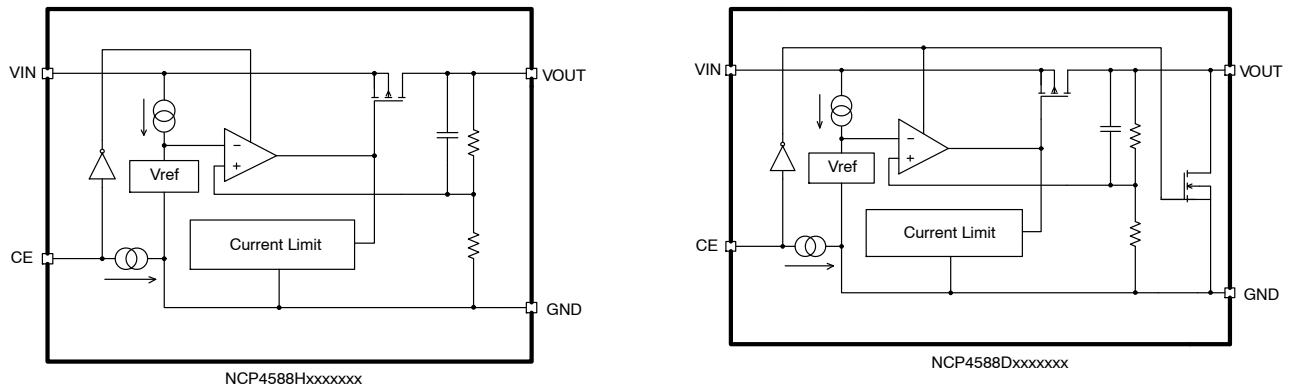 VIN
VOUT
−
+
Vref
Current Limit
CE
GND
NCP4588Hxxxxxxx
VIN
VOUT
−
+
Vref
Current Limit
CE
GND
NCP4588Dxxxxxxx